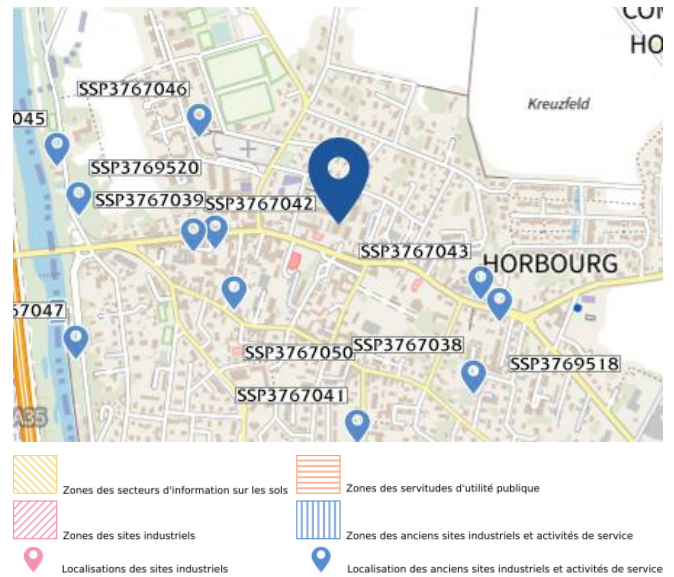 HO
Kreuzfeld
SSP3767046
045
SSP3769520
SSP3767039
SSP3767042
SSP3767043
HORBOURG
67047
SSP3767050
SSP3767038
SSP3769518
SSP3767041
A35
Zones des secteurs d'information sur les sols
Zones des servitudes d'utilité publique
Zones des sites industriels
Zones des anciens sites industriels et activités de service
Localisations des sites industriels
Localisation des anciens sites industriels et activités de service